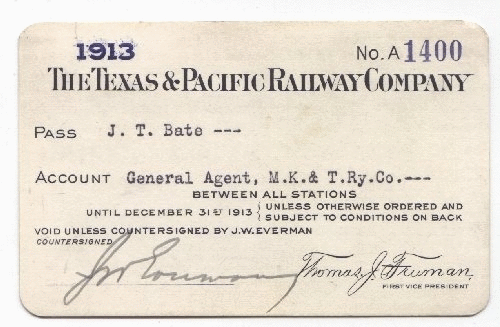 1913 No. A 1400
THE TEXAS & PACIFIC RAILWAY COMPANY
PASS J. T. Bate ---
ACCOUNT General Agent, M.K.& T.Ry.Co.---
BETWEEN ALL STATIONS
UNTIL DECEMBER 31ST 1913 { UNLESS OTHERWISE ORDERED AND
SUBJECT TO CONDITIONS ON BACK
VOID UNLESS COUNTERSIGNED BY J.W. EVERMAN
COUNTERSIGNED
JW Everman Thomas J. Freeman,
FIRST VICE PRESIDENT